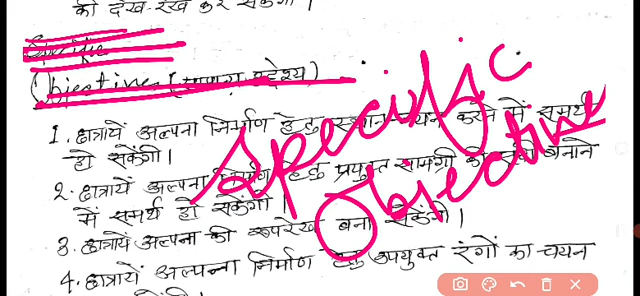 की देख-रेख कर सकेंगी।
Specific
Objectives (सामान्य उद्देश्य)
Specific
Objective
1. छात्रायें अल्पना निर्माण हेतु स्थान चयन करने में समर्थ
हो सकेंगी।
2. छात्रायें अल्पना निर्माण हेतु प्रयुक्त सामग्री की सूची बनाने
में समर्थ हो सकेंगी।
3. छात्रायें अल्पना की रूपरेखा बना सकेंगी।
4. छात्रायें अल्पना निर्माण हेतु उपयुक्त रंगों का चयन